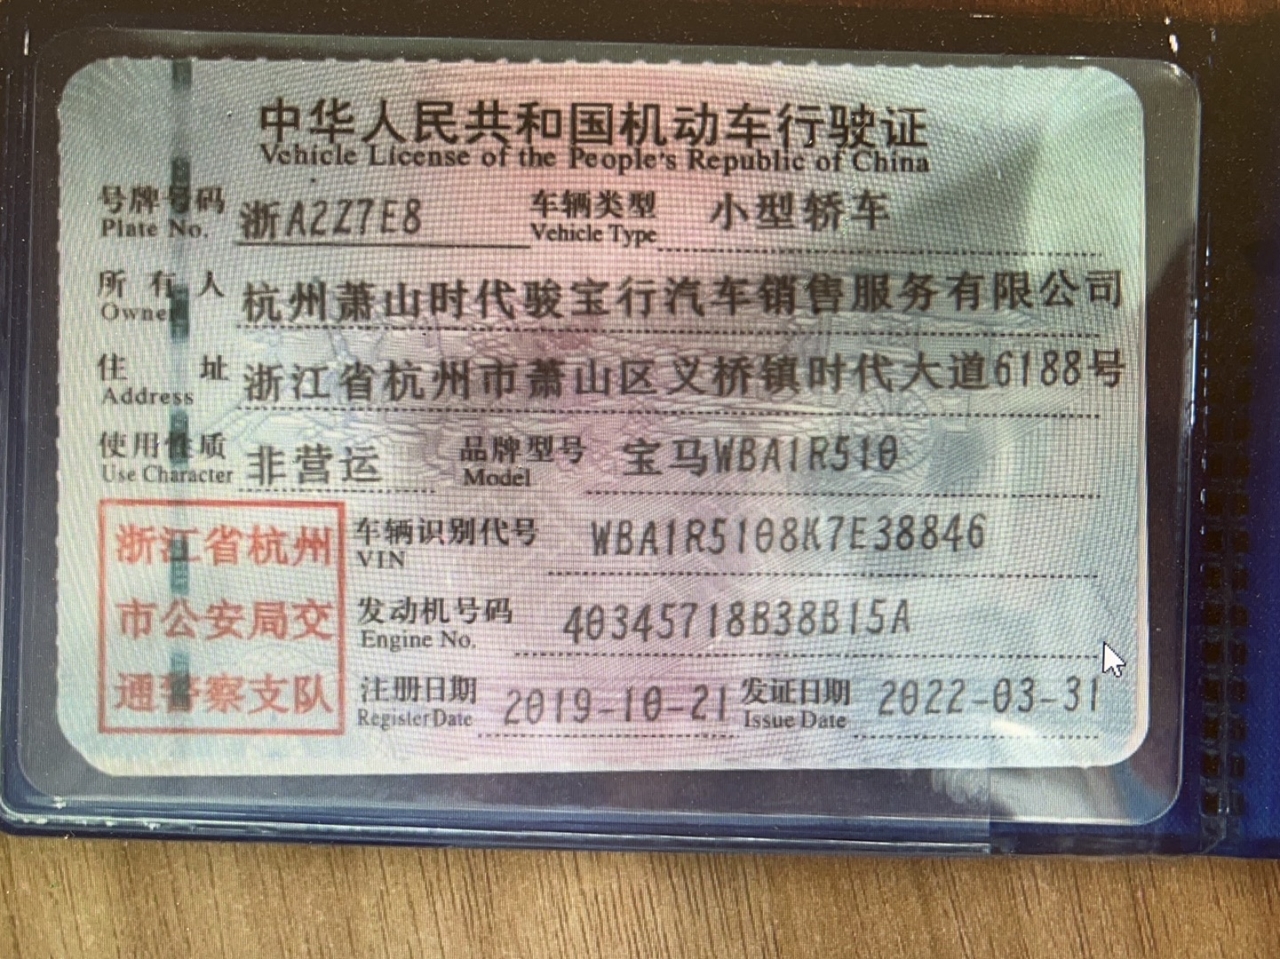 中华人民共和国机动车行驶证
Vehicle License of the People's Republic of China
号牌号码 浙A2Z7E8 车辆类型 小型轿车
Plate No. Vehicle Type
所有人 杭州萧山时代骏宝行汽车销售服务有限公司
Owner
住址 浙江省杭州市萧山区义桥镇时代大道6188号
Address
使用性质 非营运 品牌型号 宝马WBA1R510
Use Character Model
浙江省杭州
市公安局交
通警察支队
车辆识别代号 WBA1R5108K7E38846
VIN
发动机号码 40345718B38B15A
Engine No.
注册日期 2019-10-21 发证日期 2022-03-31
Register Date Issue Date